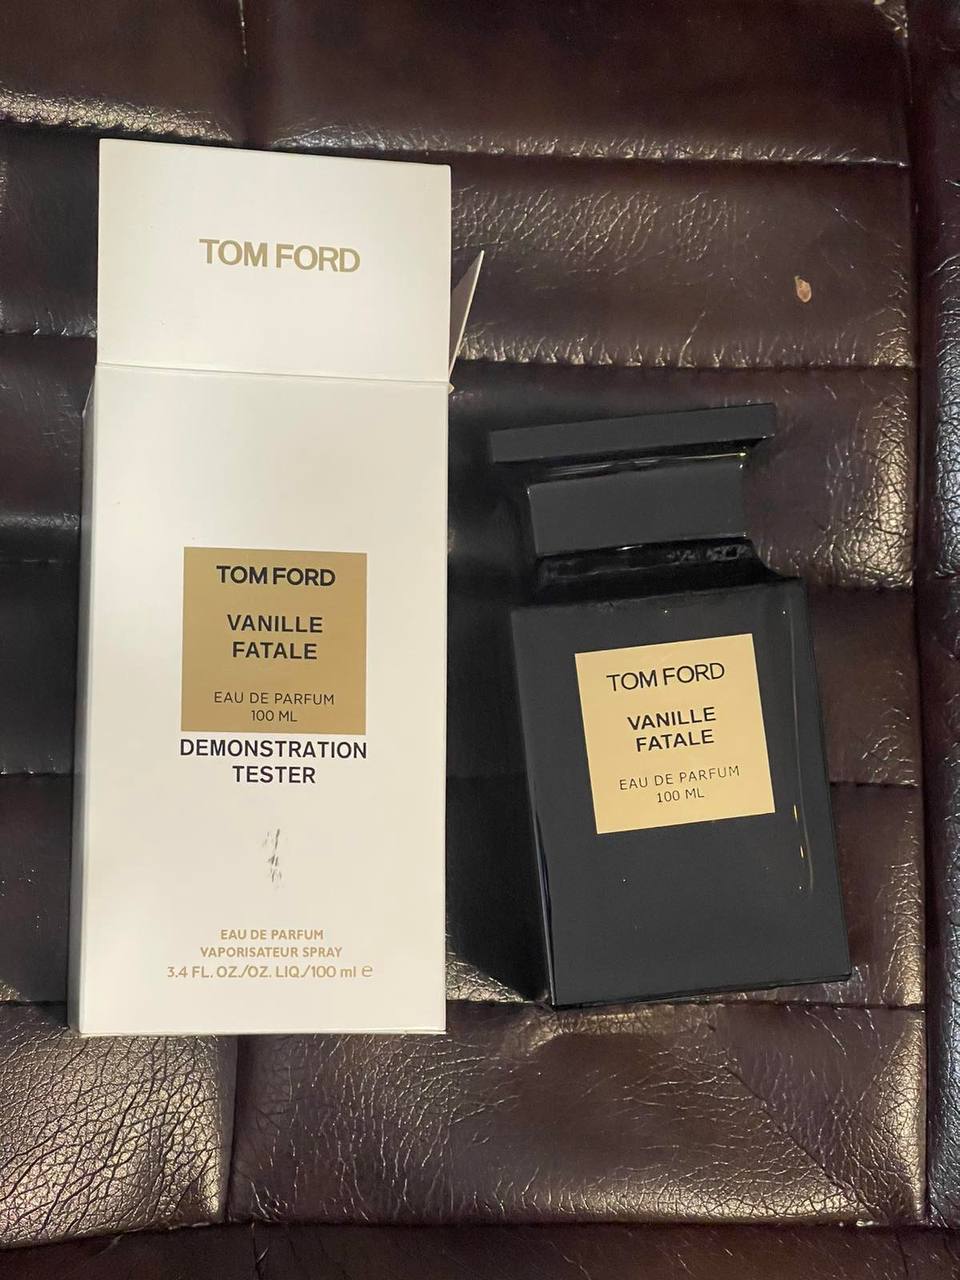 TOM FORD
TOM FORD
VANILLE
FATALE
EAU DE PARFUM
100 ML
DEMONSTRATION
TESTER
EAU DE PARFUM
VAPORISATEUR SPRAY
3.4 FL. OZ./OZ. LIQ./100 ml ℮
TOM FORD
VANILLE
FATALE
EAU DE PARFUM
100 ML